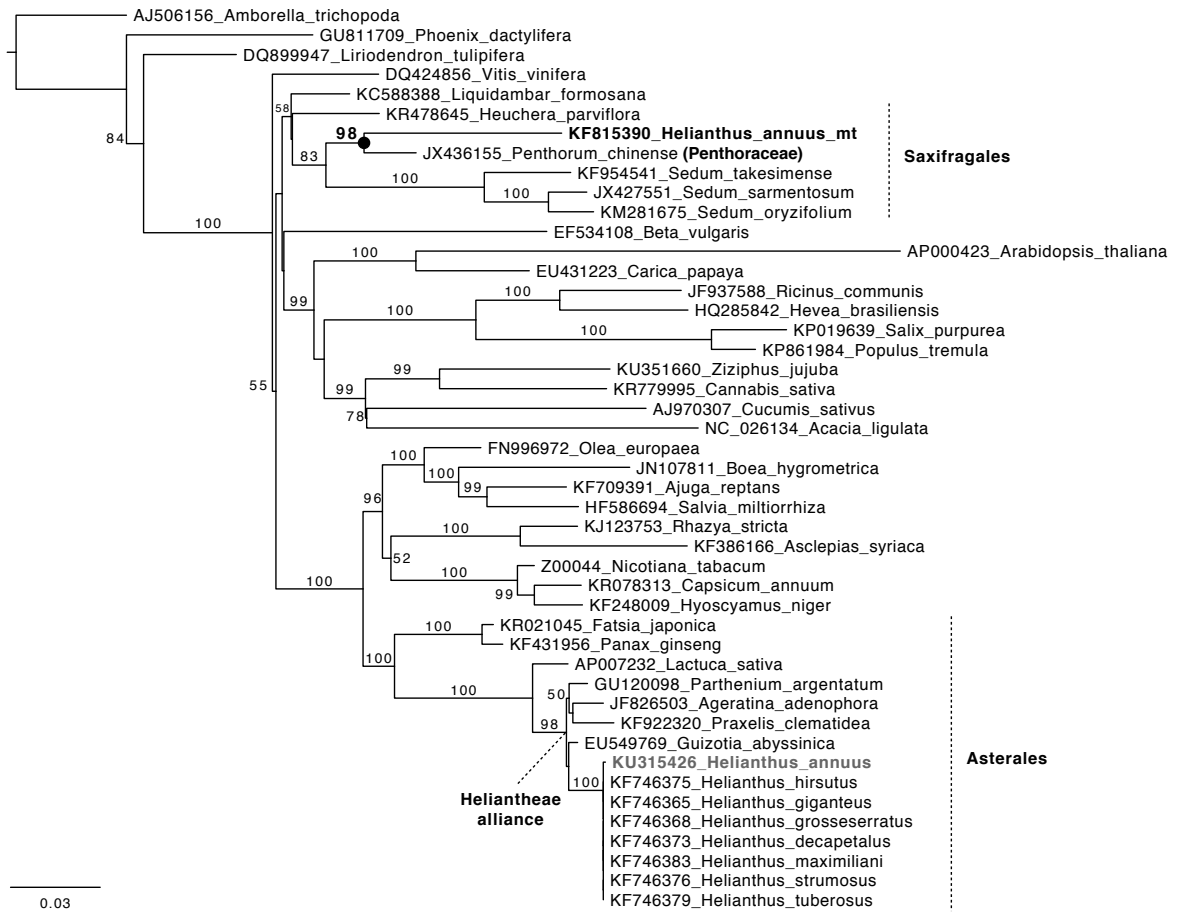 AJ506156_Amborella_trichopoda
GU811709_Phoenix_dactylifera
DQ899947_Liriodendron_tulipifera
DQ424856_Vitis_vinifera
KC588388_Liquidambar_formosana
58
KR478645_Heuchera_parviflora
98
KF815390_Helianthus_annuus_mt
84
JX436155_Penthorum_chinense (Penthoraceae)
83
Saxifragales
KF954541_Sedum_takesimense
100
JX427551_Sedum_sarmentosum
100
KM281675_Sedum_oryzifolium
100
EF534108_Beta_vulgaris
AP000423_Arabidopsis_thaliana
100
EU431223_Carica_papaya
JF937588_Ricinus_communis
100
99
HQ285842_Hevea_brasiliensis
100
KP019639_Salix_purpurea
100
KP861984_Populus_tremula
KU351660_Ziziphus_jujuba
99
55
99
KR779995_Cannabis_sativa
AJ970307_Cucumis_sativus
78
NC_026134_Acacia_ligulata
FN996972_Olea_europaea
100
JN107811_Boea_hygrometrica
100
KF709391_Ajuga_reptans
99
96
HF586694_Salvia_miltiorrhiza
KJ123753_Rhazya_stricta
100
KF386166_Asclepias_syriaca
52
Z00044_Nicotiana_tabacum
100
100
KR078313_Capsicum_annuum
99
KF248009_Hyoscyamus_niger
KR021045_Fatsia_japonica
100
KF431956_Panax_ginseng
100
AP007232_Lactuca_sativa
GU120098_Parthenium_argentatum
100
50
JF826503_Ageratina_adenophora
KF922320_Praxelis_clematidea
98
EU549769_Guizotia_abyssinica
KU315426_Helianthus_annuus
Asterales
100
KF746375_Helianthus_hirsutus
Heliantheae
alliance
KF746365_Helianthus_giganteus
KF746368_Helianthus_grosseserratus
KF746373_Helianthus_decapetalus
KF746383_Helianthus_maximiliani
KF746376_Helianthus_strumosus
KF746379_Helianthus_tuberosus
0.03